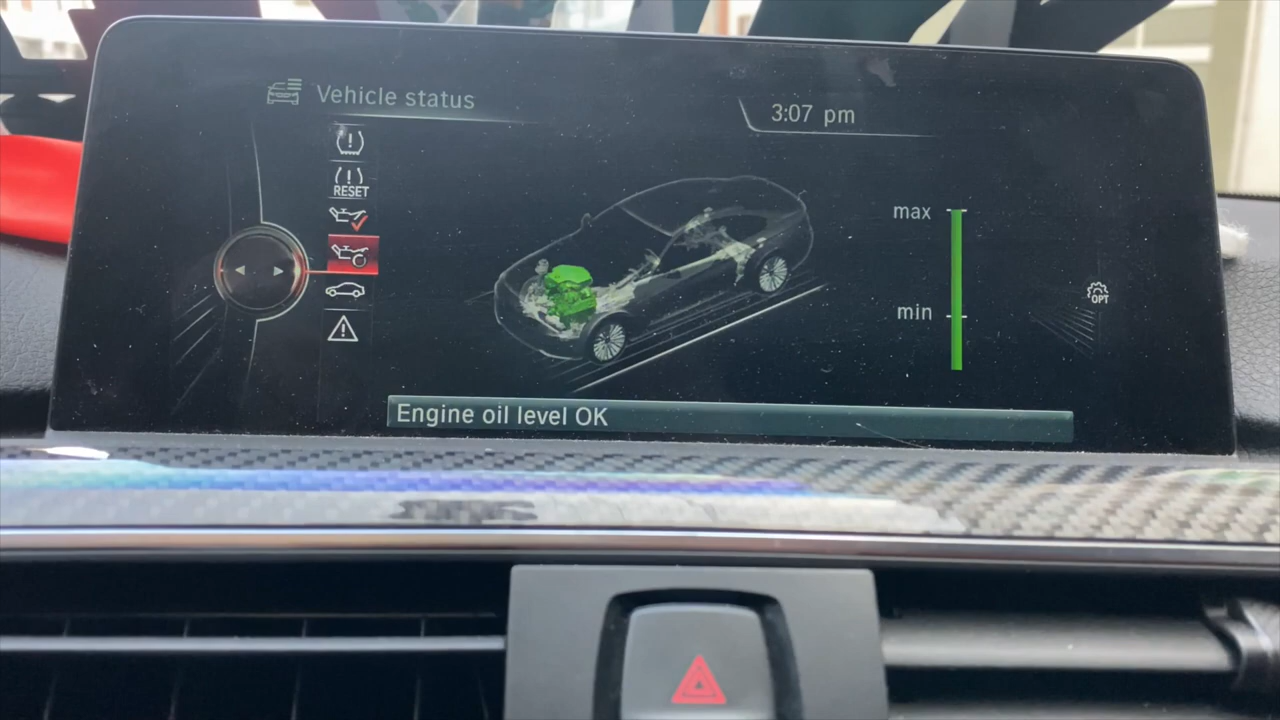 Vehicle status
3:07 pm
RESET
max
min
OPT
Engine oil level OK